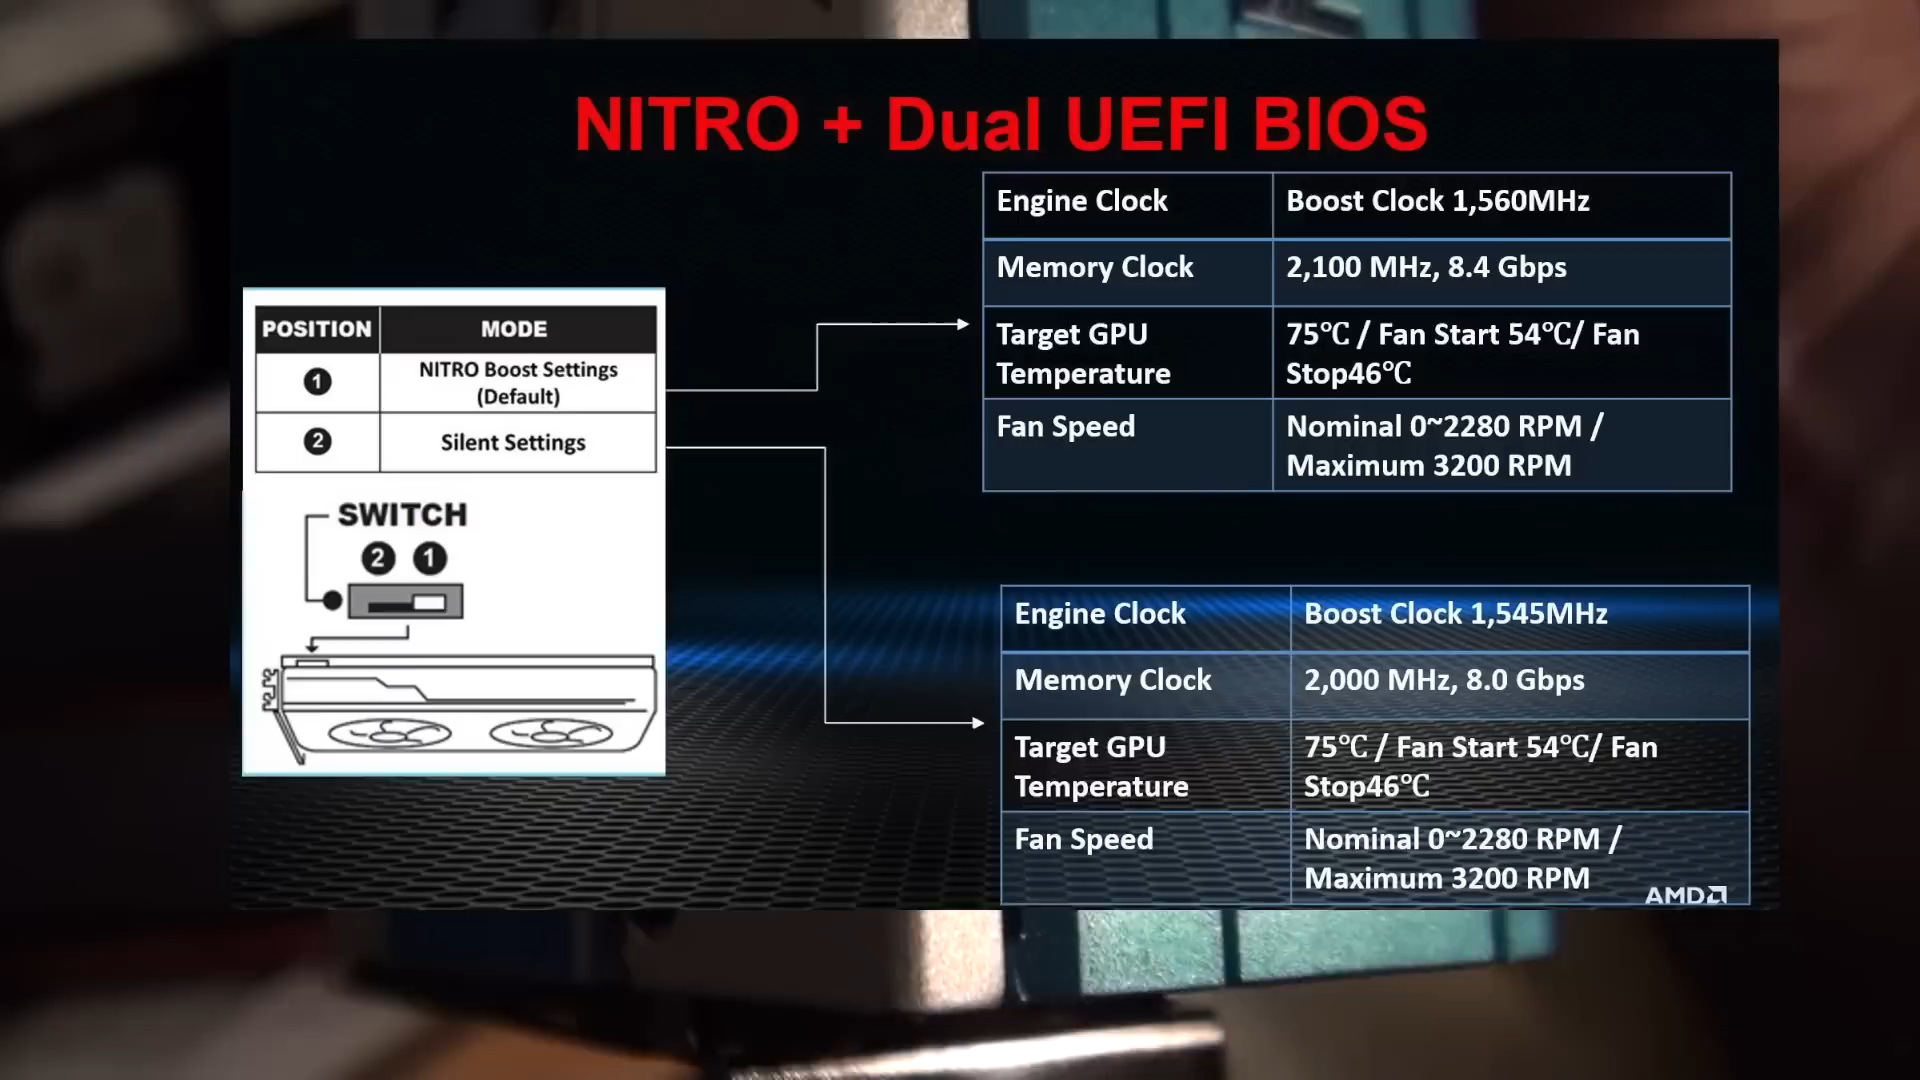 NITRO + Dual UEFI BIOS
POSITION MODE
1 NITRO Boost Settings
(Default)
2 Silent Settings
SWITCH
2 1
Engine Clock Boost Clock 1,560MHz
Memory Clock 2,100 MHz, 8.4 Gbps
Target GPU 75℃ / Fan Start 54℃/ Fan
Temperature Stop46℃
Fan Speed Nominal 0~2280 RPM /
Maximum 3200 RPM
Engine Clock Boost Clock 1,545MHz
Memory Clock 2,000 MHz, 8.0 Gbps
Target GPU 75℃ / Fan Start 54℃/ Fan
Temperature Stop46℃
Fan Speed Nominal 0~2280 RPM /
Maximum 3200 RPM
AMD